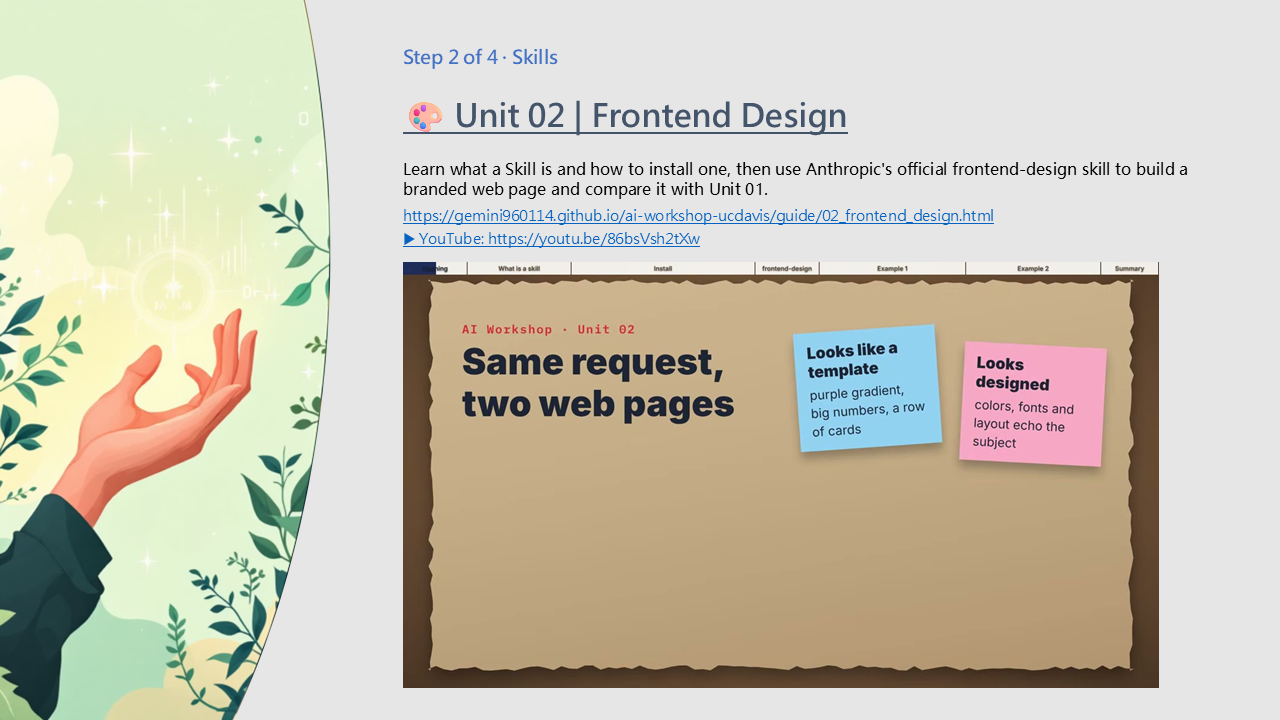 Step 2 of 4 · Skills
🎨 Unit 02 | Frontend Design
Learn what a Skill is and how to install one, then use Anthropic's official frontend-design skill to build a
branded web page and compare it with Unit 01.
https://gemini960114.github.io/ai-workshop-ucdavis/guide/02_frontend_design.html
▶ YouTube: https://youtu.be/86bsVsh2tXw
What is a skill
Install
frontend-design
Example 1
Example 2
Summary
AI Workshop · Unit 02
Same request,
two web pages
Looks like a
template
purple gradient,
big numbers, a row
of cards
Looks
designed
colors, fonts and
layout echo the
subject